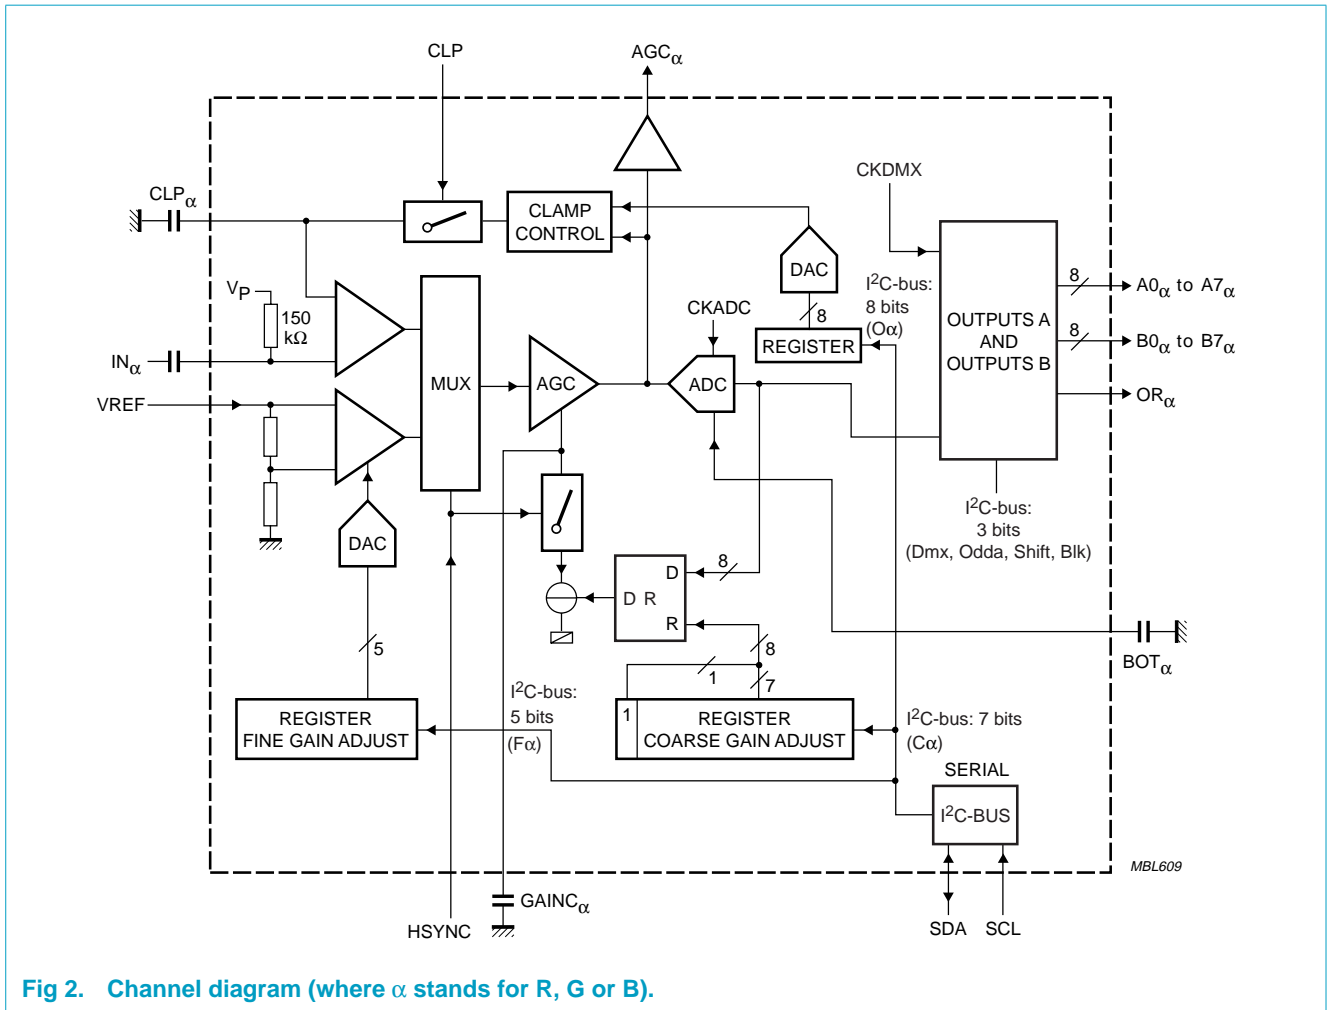 CLP
AGCα
CLPα
CLAMP
CONTROL
CKDMX
DAC
VP
150
kΩ
I²C-bus:
8 bits
(Oα)
8
REGISTER
CKADC
INα
MUX
AGC
ADC
VREF
OUTPUTS A
AND
OUTPUTS B
8
A0α to A7α
8
B0α to B7α
ORα
I²C-bus:
3 bits
(Dmx, Odda, Shift, Blk)
DAC
D
8
D R
R
8
5
1
7
BOTα
REGISTER
FINE GAIN ADJUST
I²C-bus:
5 bits
(Fα)
1
REGISTER
COARSE GAIN ADJUST
I²C-bus: 7 bits
(Cα)
SERIAL
I²C-BUS
MBL609
HSYNC
GAINCα
SDA
SCL
Fig 2. Channel diagram (where α stands for R, G or B).